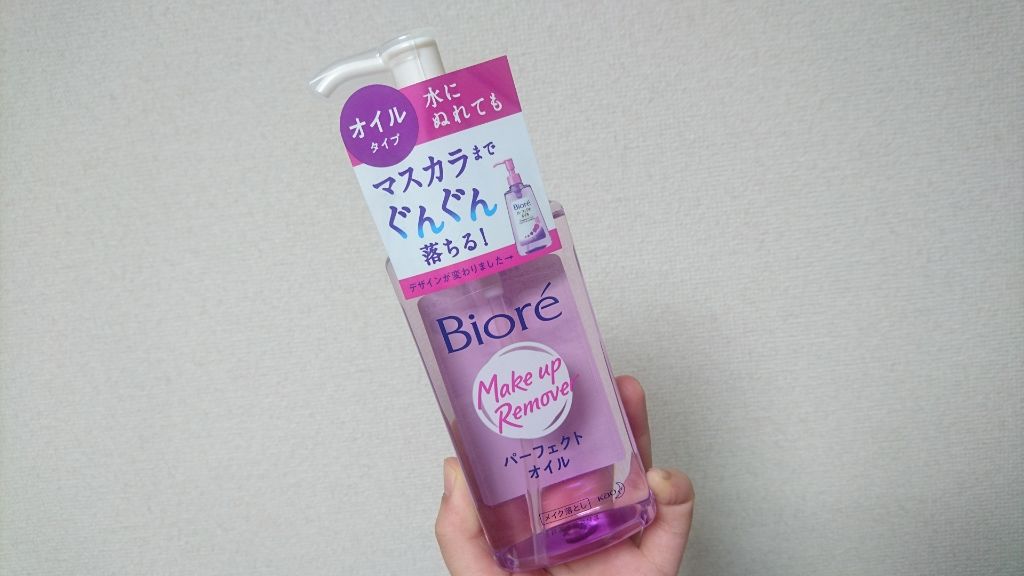 オイル
タイプ
水に
ぬれても
マスカラまで
ぐんぐん
落ちる!
デザインが変わりました→
Bioré
Bioré
Make up
Remover
パーフェクト
オイル
メイク落とし
Kao